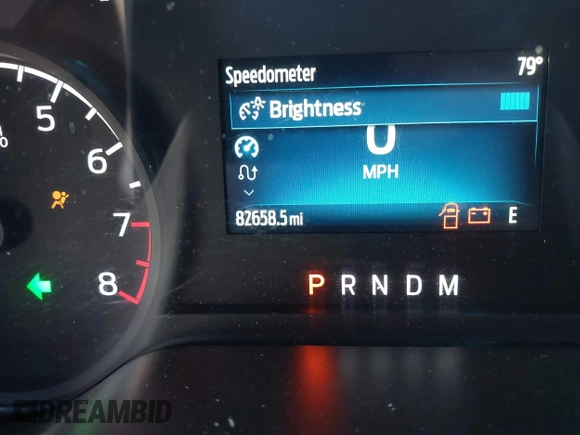 Speedometer 79°
Brightness
0
MPH
82658.5 mi E
5
6
7
8
P R N D M
DREAMBID